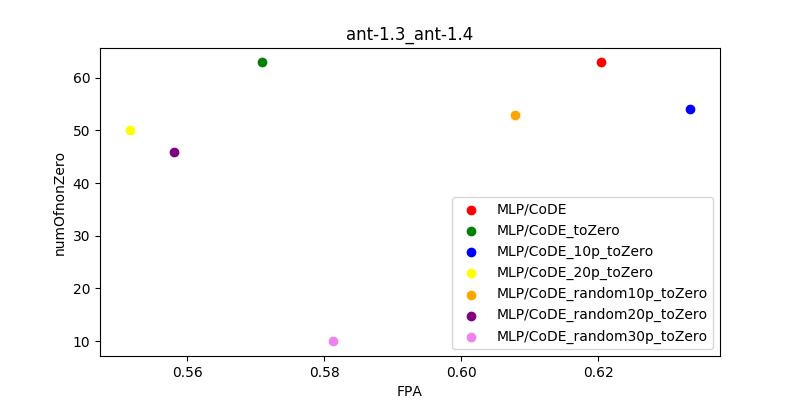 ant-1.3_ant-1.4
numOfnonZero
60
50
40
30
20
10
MLP/CoDE
MLP/CoDE_toZero
MLP/CoDE_10p_toZero
MLP/CoDE_20p_toZero
MLP/CoDE_random10p_toZero
MLP/CoDE_random20p_toZero
MLP/CoDE_random30p_toZero
0.56 0.58 0.60 0.62
FPA